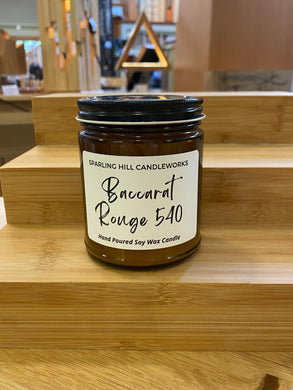 SPARLING HILL CANDLEWORKS
Baccarat
Rouge 540
Hand Poured Soy Wax Candle